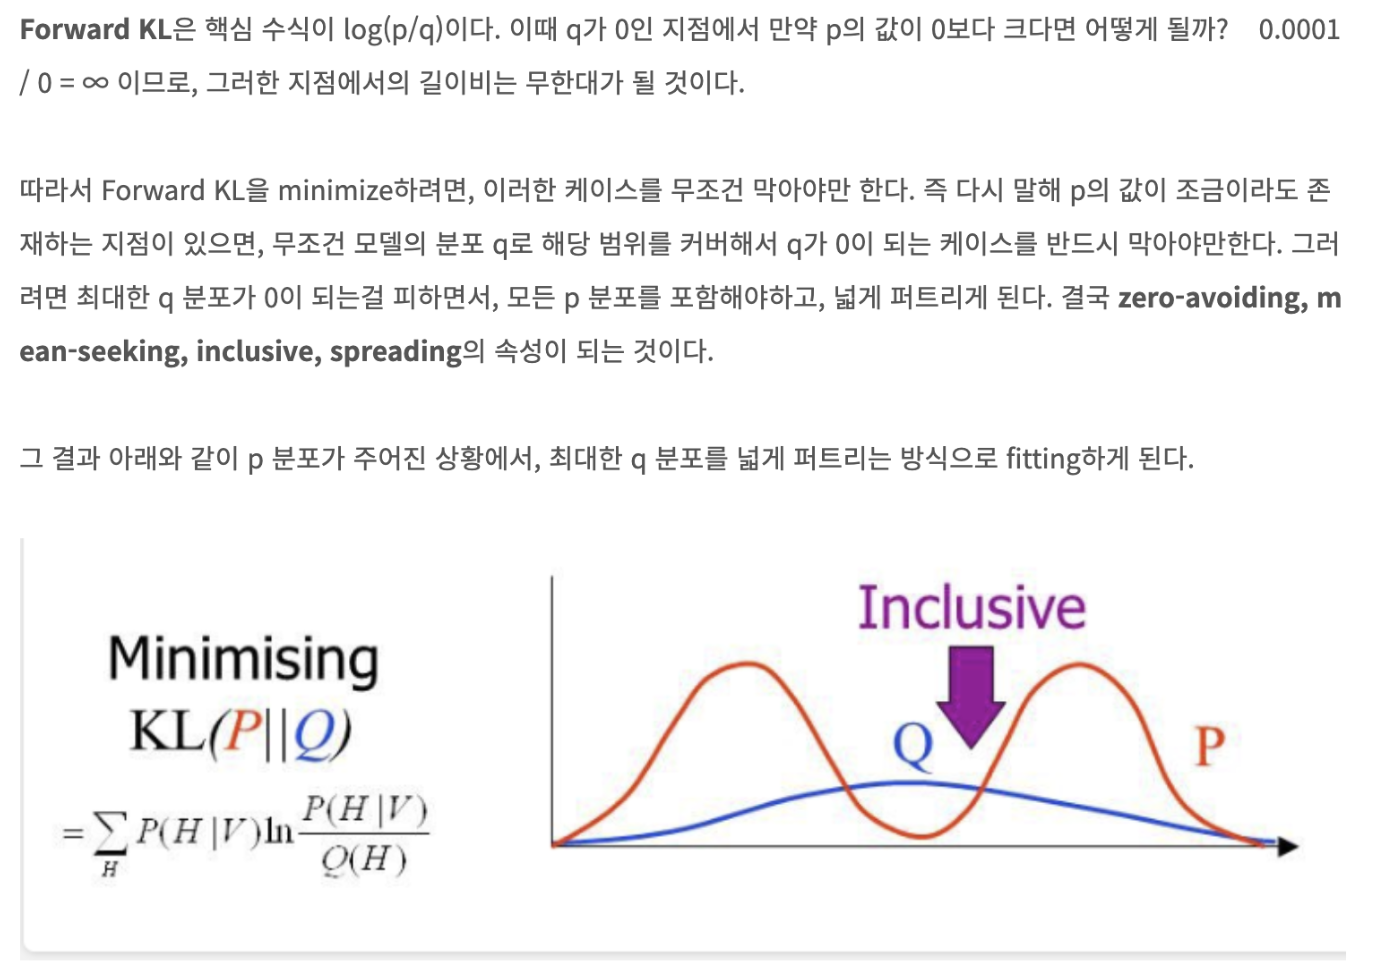 Forward KL은 핵심 수식이 log(p/q)이다. 이때 q가 0인 지점에서 만약 p의 값이 0보다 크다면 어떻게 될까? 0.0001
/ 0 = ∞ 이므로, 그러한 지점에서의 길이비는 무한대가 될 것이다.
따라서 Forward KL을 minimize하려면, 이러한 케이스를 무조건 막아야만 한다. 즉 다시 말해 p의 값이 조금이라도 존
재하는 지점이 있으면, 무조건 모델의 분포 q로 해당 범위를 커버해서 q가 0이 되는 케이스를 반드시 막아야만한다. 그러
려면 최대한 q 분포가 0이 되는걸 피하면서, 모든 p 분포를 포함해야하고, 넓게 퍼트리게 된다. 결국 zero-avoiding, m
ean-seeking, inclusive, spreading의 속성이 되는 것이다.
그 결과 아래와 같이 p 분포가 주어진 상황에서, 최대한 q 분포를 넓게 퍼트리는 방식으로 fitting하게 된다.
Minimising
KL(P||Q)
= ∑_H P(H|V) ln P(H|V) / Q(H)
Inclusive
Q
P